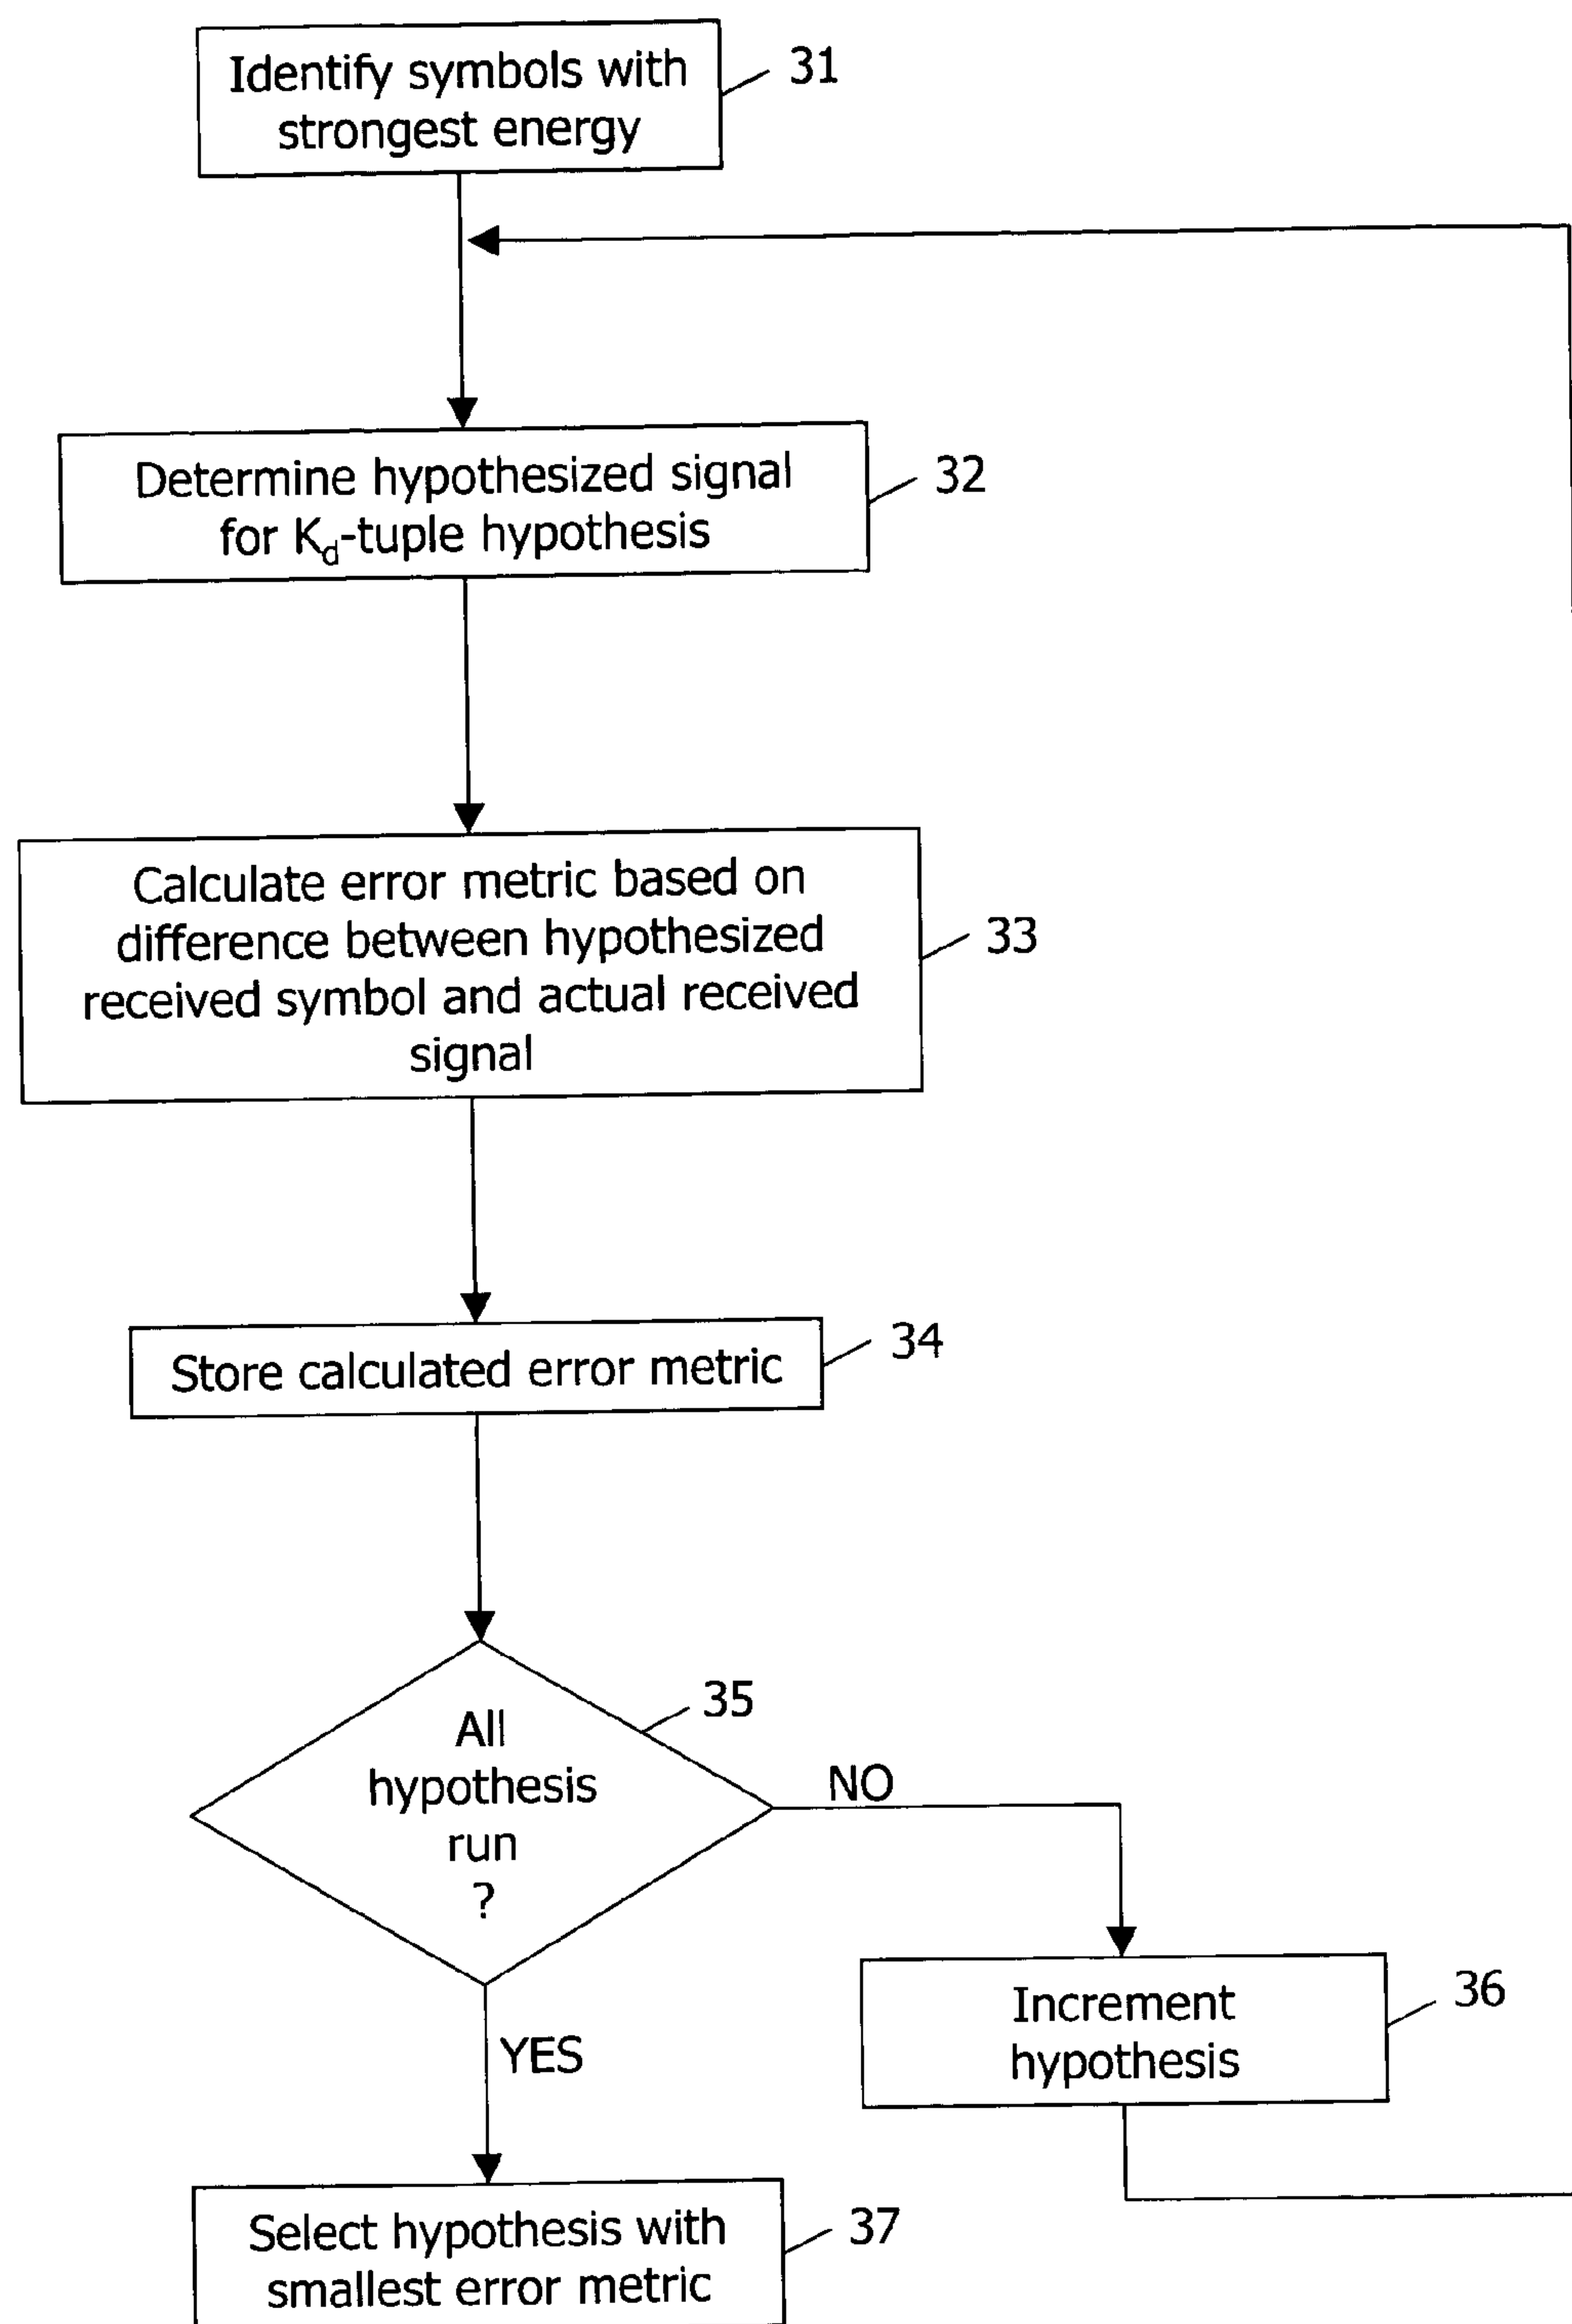 Identify symbols with
strongest energy
31
Determine hypothesized signal
for Kd-tuple hypothesis
32
Calculate error metric based on
difference between hypothesized
received symbol and actual received
signal
33
Store calculated error metric
34
All
hypothesis
run
?
35
NO
YES
Increment
hypothesis
36
Select hypothesis with
smallest error metric
37